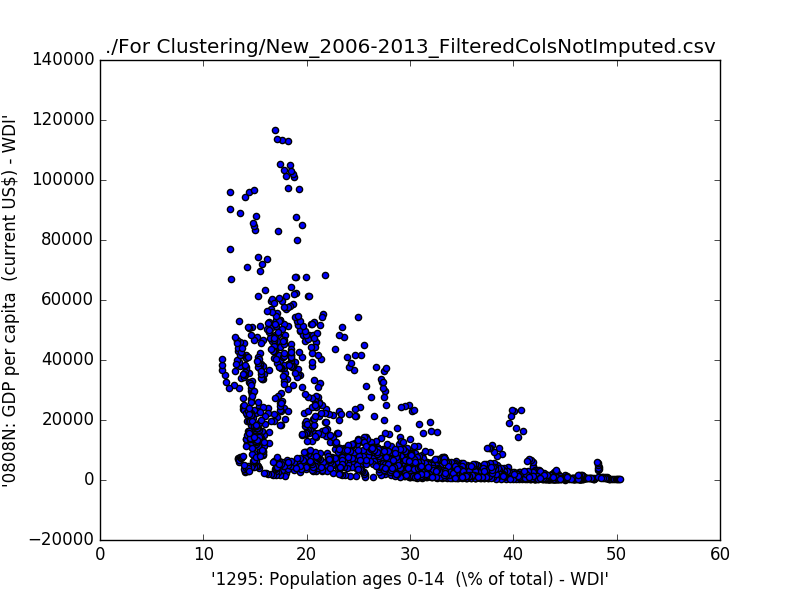 ./For Clustering/New_2006-2013_FilteredColsNotImputed.csv
140000
120000
100000
80000
60000
40000
20000
0
−20000
0 10 20 30 40 50 60
'0808N: GDP per capita  (current US$) - WDI'
'1295: Population ages 0-14  (\% of total) - WDI'